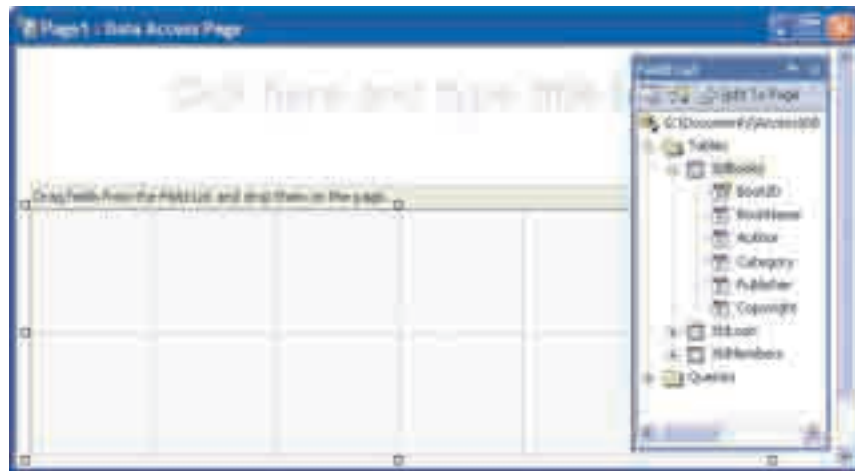 Page1 : Data Access Page
Click here and type title
Field List
Add To Page
Drag fields from the Field List and drop them on the page.
Tables
tblBooks
BookID
BookName
Author
Category
Publisher
Copyright
tblLoan
tblMembers
Queries